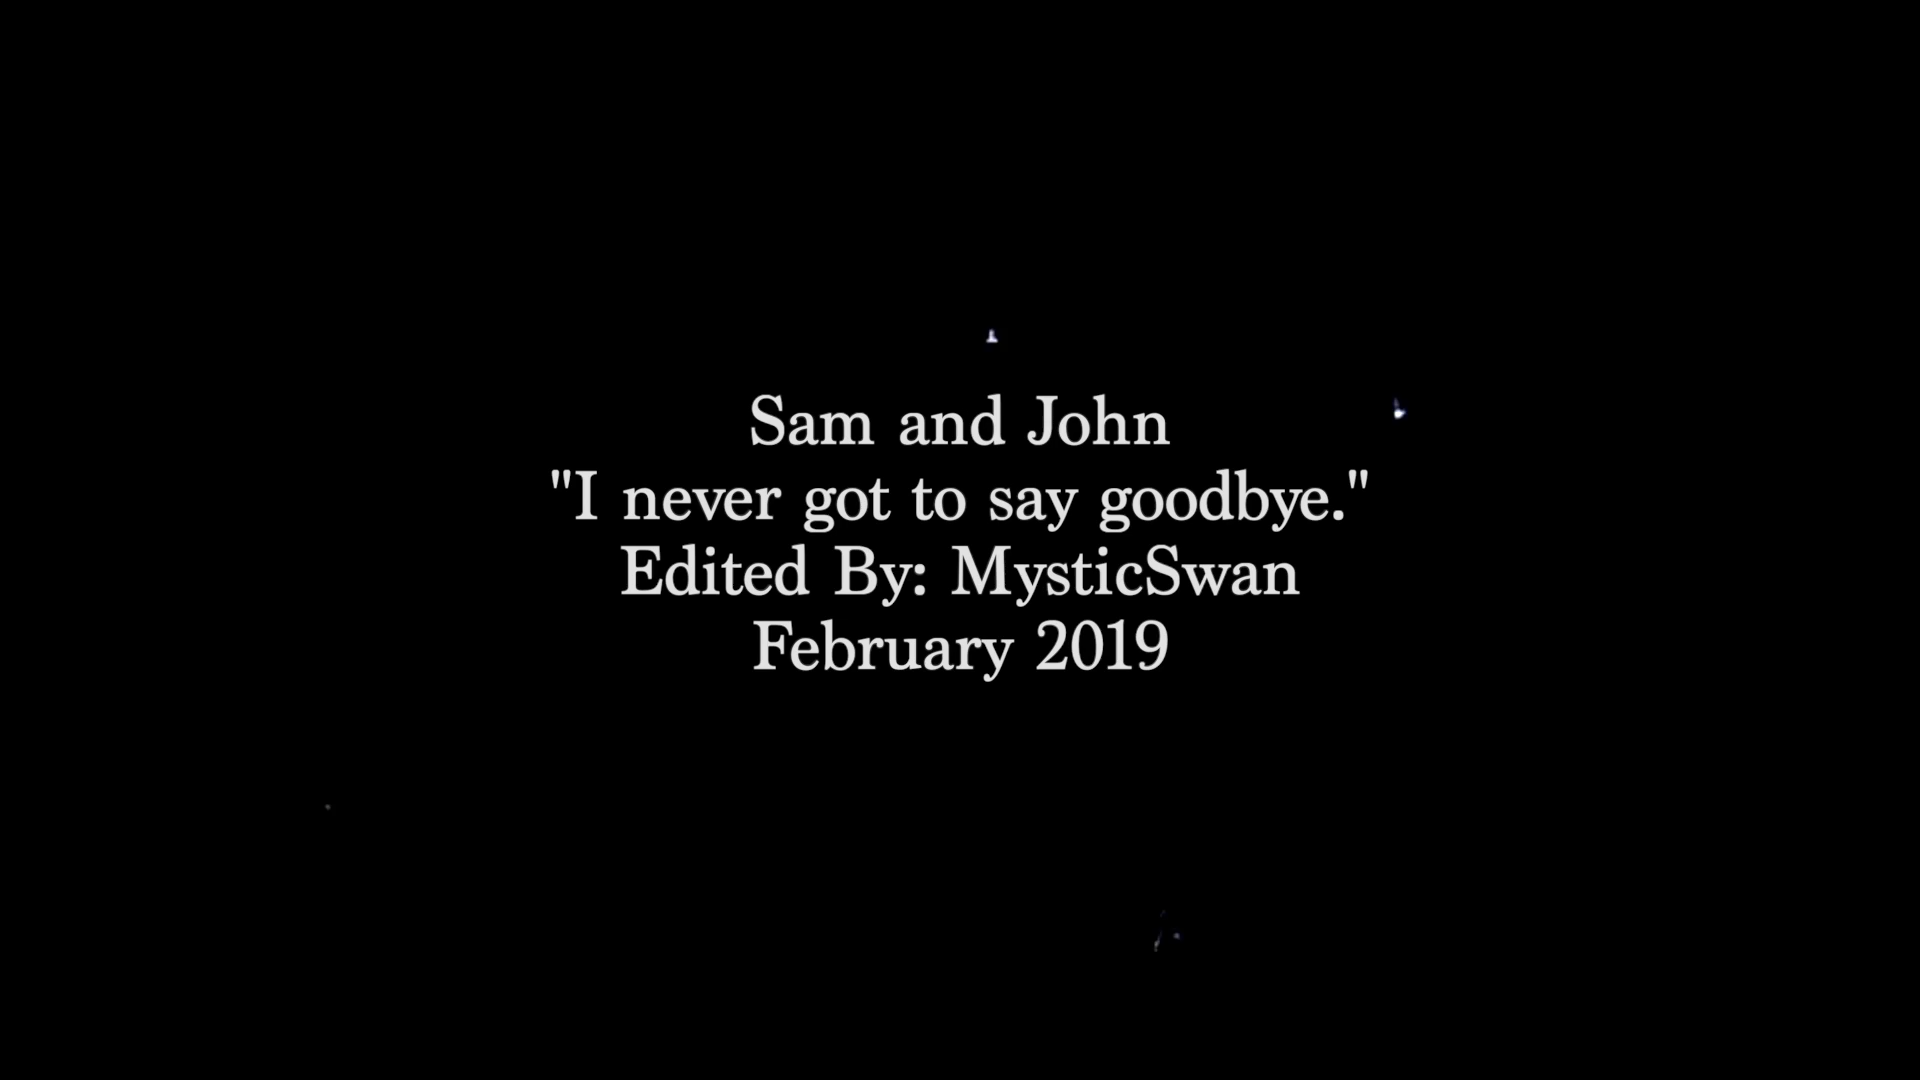 Sam and John
"I never got to say goodbye."
Edited By: MysticSwan
February 2019